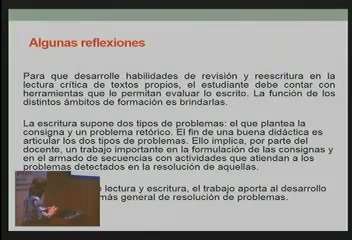 Algunas reflexiones
Para que desarrolle habilidades de revisión y reescritura en la
lectura crítica de textos propios, el estudiante debe contar con
herramientas que le permitan evaluar lo escrito. La función de los
distintos ámbitos de formación es brindarlas.
La escritura supone dos tipos de problemas: el que plantea la
consigna y un problema retórico. El fin de una buena didáctica es
articular los dos tipos de problemas. Ello implica, por parte del
docente, un trabajo importante en la formulación de las consignas y
en el armado de secuencias con actividades que atiendan a los
problemas detectados en la resolución de aquellas.
lectura y escritura, el trabajo aporta al desarrollo
más general de resolución de problemas.